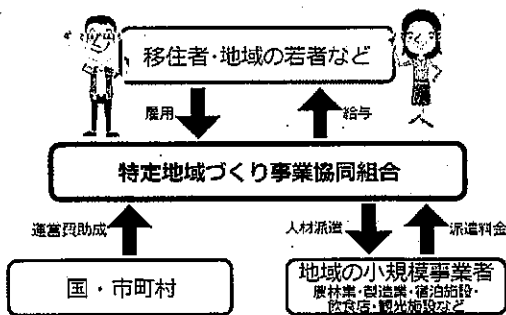 移住者・地域の若者など
雇用
給与
特定地域づくり事業協同組合
運営費助成
人材派遣
派遣料金
国・市町村
地域の小規模事業者
農林業・製造業・宿泊施設・
飲食店・観光施設など